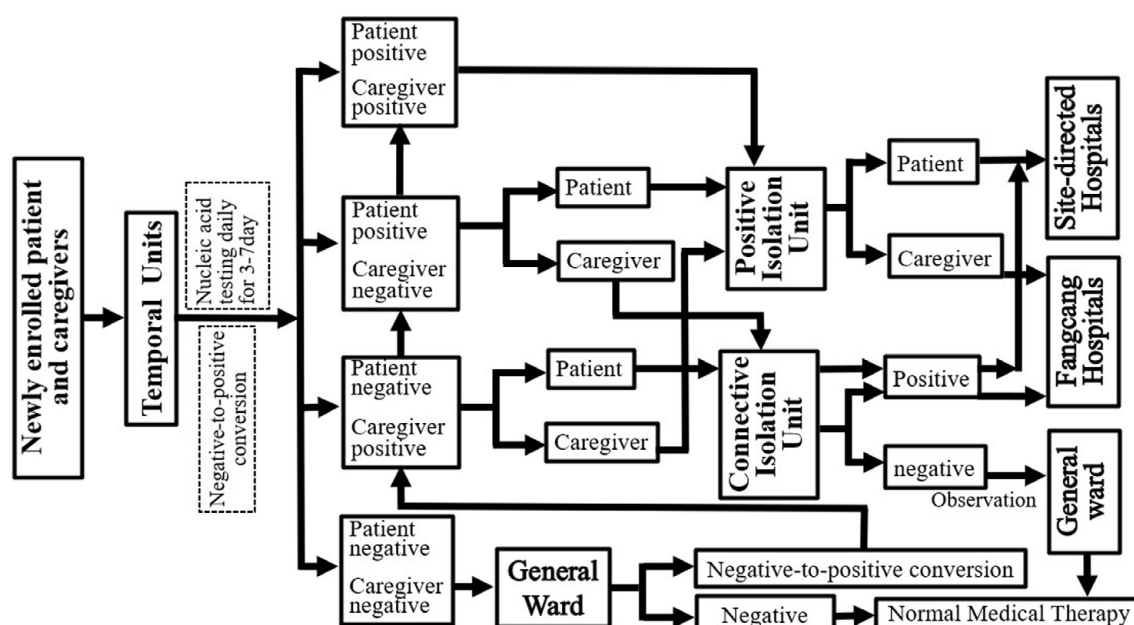 Newly enrolled patient
and caregivers
Temporal Units
Nucleic acid
testing daily
for 3-7day
Negative-to-positive
conversion
Patient
positive
Caregiver
positive
Patient
positive
Caregiver
negative
Patient
negative
Caregiver
positive
Patient
negative
Caregiver
negative
Patient
Caregiver
Patient
Caregiver
General
Ward
Positive
Isolation
Unit
Connective
Isolation
Unit
Negative-to-positive conversion
Negative
Patient
Caregiver
Positive
negative
Observation
Site-directed
Hospitals
Fangcang
Hospitals
General
ward
Normal Medical Therapy